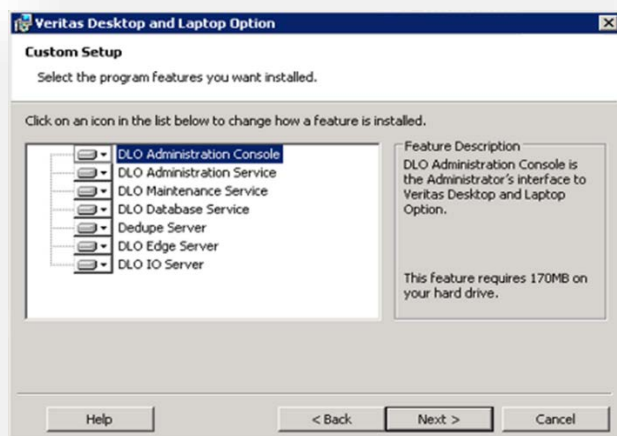 Veritas Desktop and Laptop Option
Custom Setup
Select the program features you want installed.
Click on an icon in the list below to change how a feature is installed.
DLO Administration Console
DLO Administration Service
DLO Maintenance Service
DLO Database Service
Dedupe Server
DLO Edge Server
DLO IO Server
Feature Description
DLO Administration Console is
the Administrator's interface to
Veritas Desktop and Laptop
Option.
This feature requires 170MB on
your hard drive.
Help
< Back
Next >
Cancel